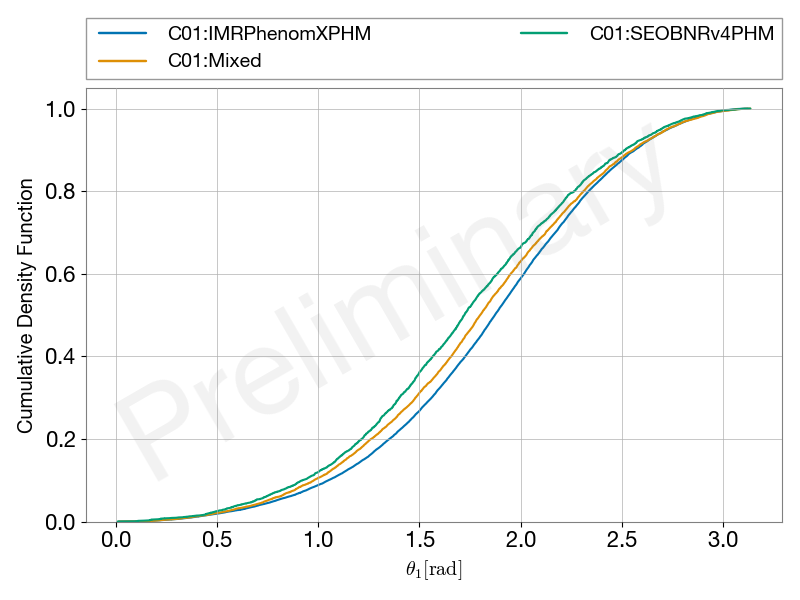 C01:IMRPhenomXPHM C01:SEOBNRv4PHM
C01:Mixed
1.0
0.8
0.6
0.4
0.2
0.0
Cumulative Density Function
Preliminary
0.0 0.5 1.0 1.5 2.0 2.5 3.0
θ₁[rad]